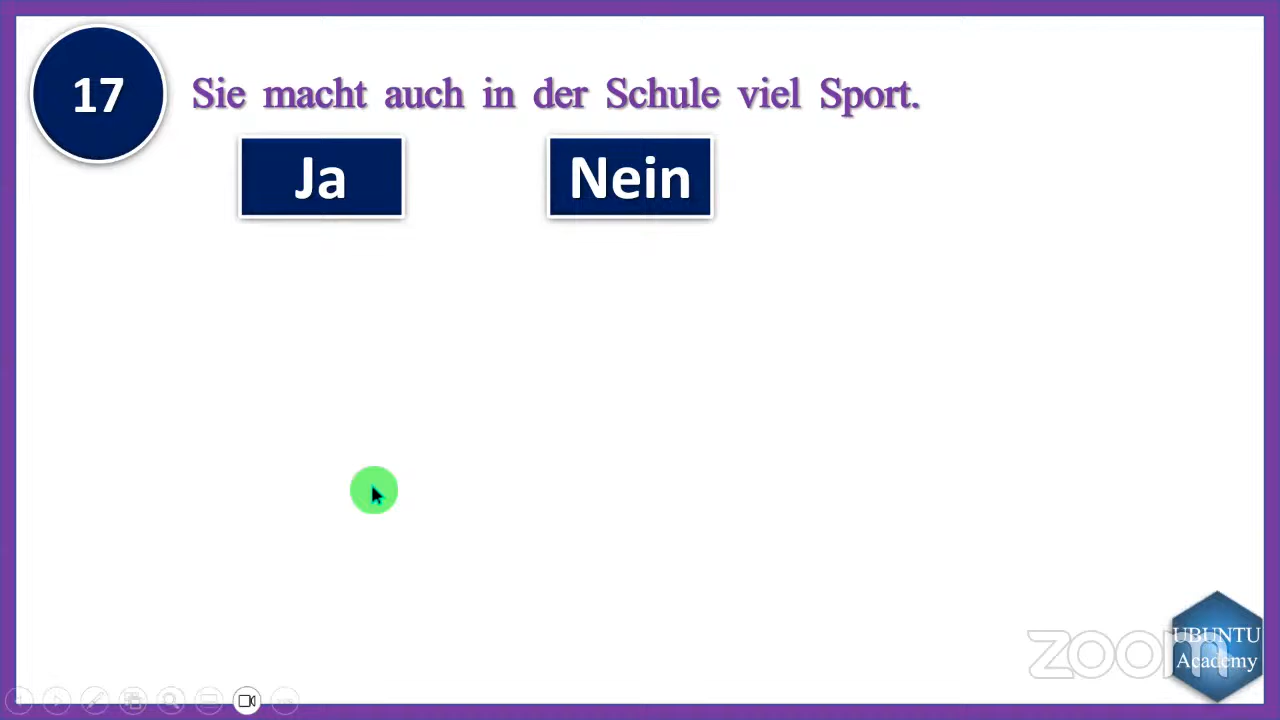 17
Sie macht auch in der Schule viel Sport.
Ja
Nein
zoom
UBUNTU
Academy